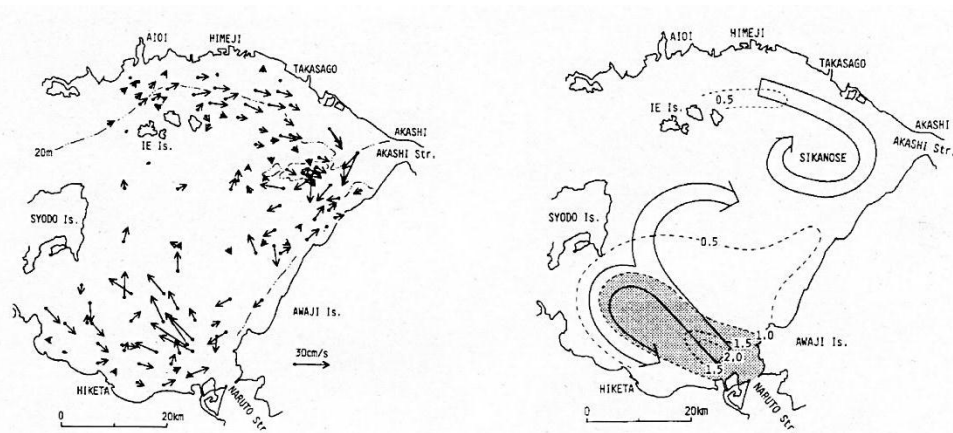 AIOI
HIMEJI
TAKASAGO
AKASHI
AKASHI Str.
IE Is.
20m
SYODO Is.
AWAJI Is.
30cm/s
HIKETA
NARUTO Str
0 20km
AIOI
HIMEJI
TAKASAGO
0.5
IE Is.
AKASHI
AKASHI Str.
SIKANOSE
SYODO Is.
0.5
1.0
1.5
AWAJI Is.
2.0
1.5
HIKETA
NARUTO Str
0 20km